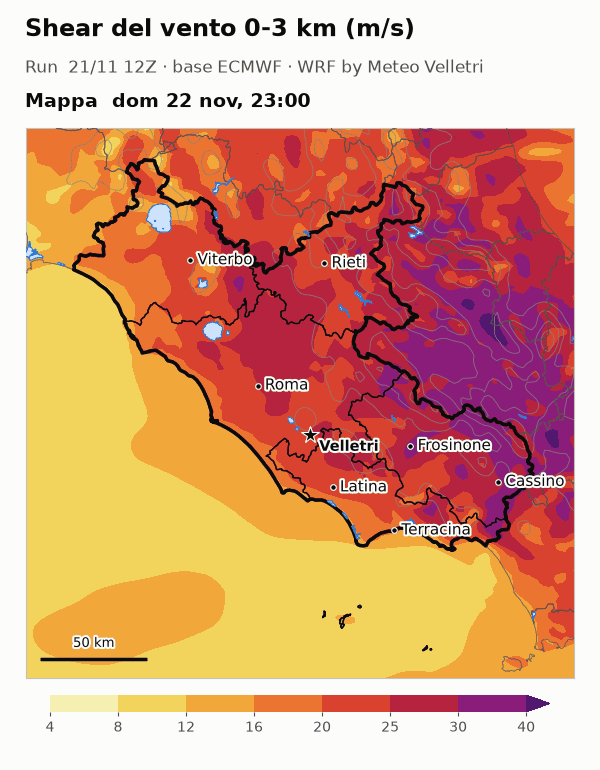 Shear del vento 0-3 km (m/s)
Run  21/11 12Z · base ECMWF · WRF by Meteo Velletri
Mappa  dom 22 nov, 23:00
Viterbo
Rieti
Roma
Velletri
Frosinone
Cassino
Latina
Terracina
50 km
4 8 12 16 20 25 30 40